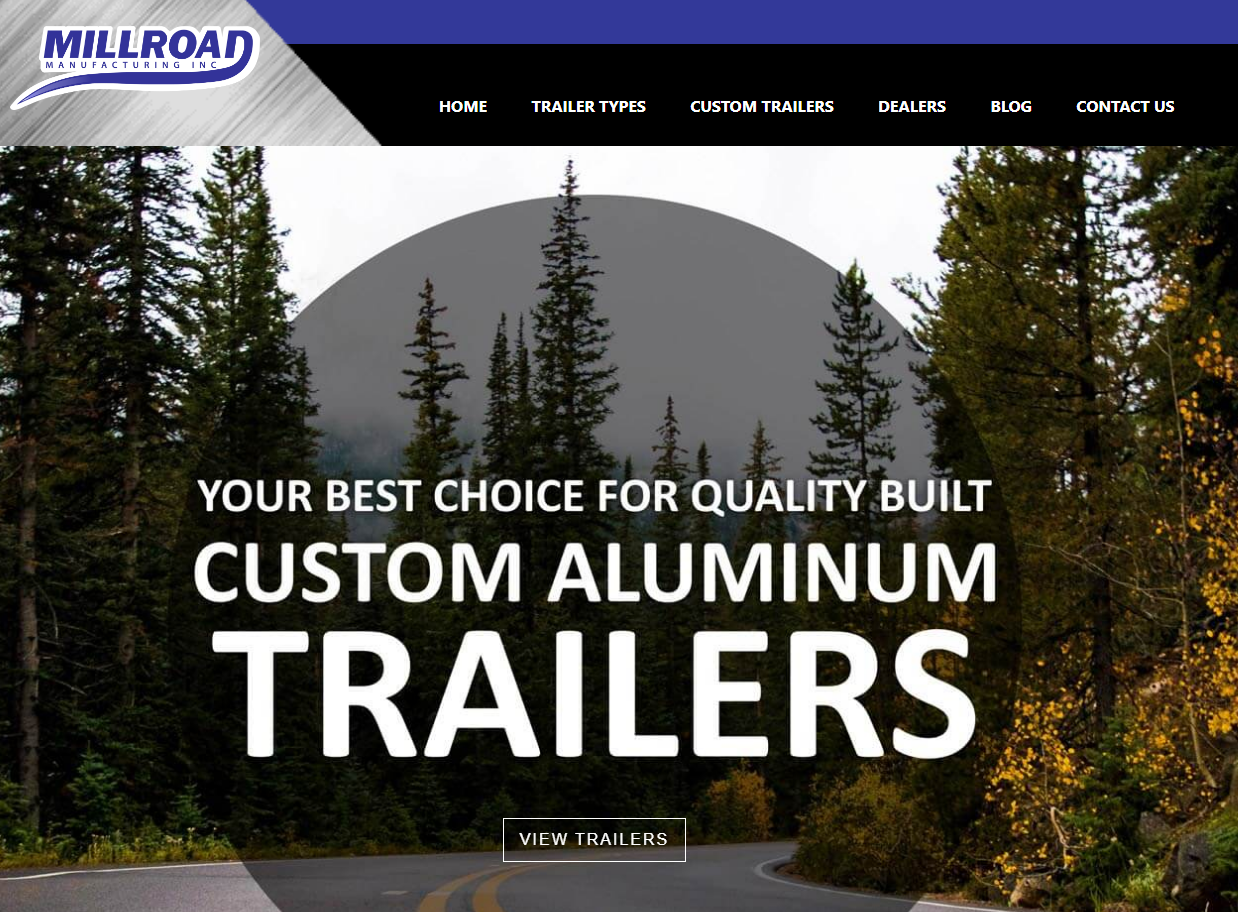 MILLROAD
MANUFACTURING INC
HOME TRAILER TYPES CUSTOM TRAILERS DEALERS BLOG CONTACT US
YOUR BEST CHOICE FOR QUALITY BUILT
CUSTOM ALUMINUM
TRAILERS
VIEW TRAILERS